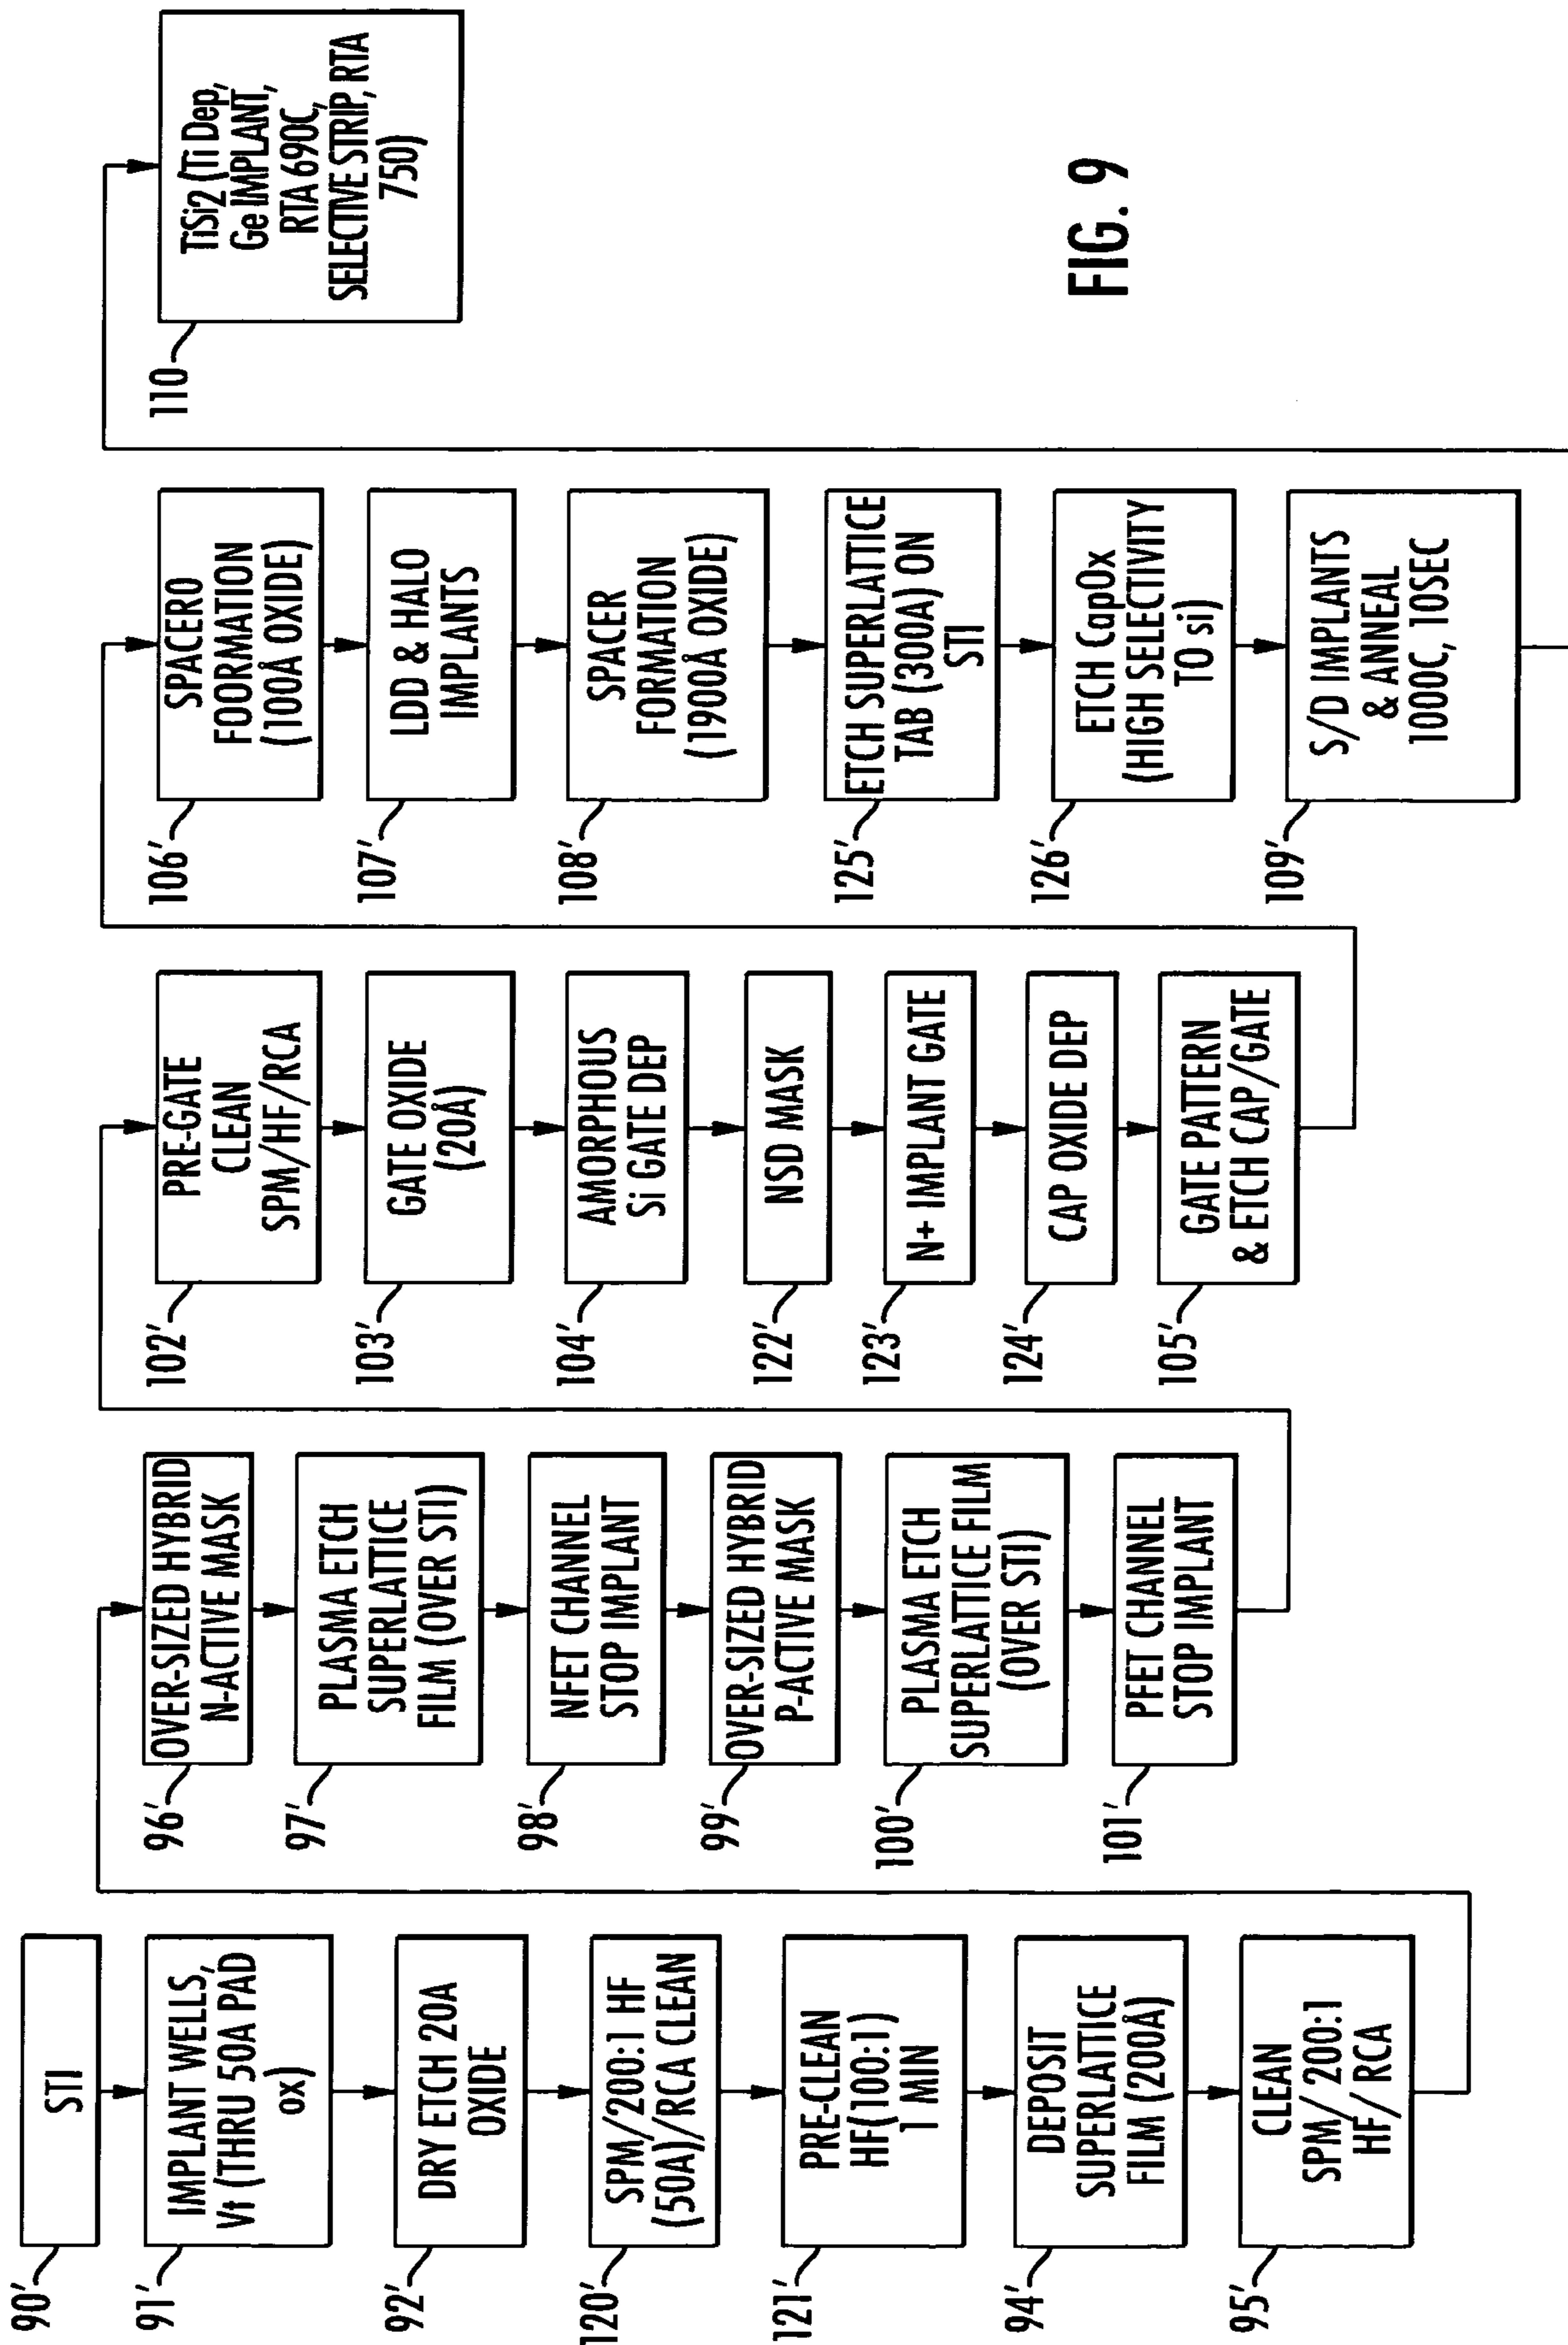 90'
STI
91'
IMPLANT WELLS,
Vt (THRU 50A PAD
ox)
92'
DRY ETCH 20A
OXIDE
120'
SPM/200:1 HF
(50A)/RCA CLEAN
121'
PRE-CLEAN
HF(100:1)
1 MIN
94'
DEPOSIT
SUPERLATTICE
FILM (200Å)
95'
CLEAN
SPM/200:1
HF/RCA
96'
OVER-SIZED HYBRID
N-ACTIVE MASK
97'
PLASMA ETCH
SUPERLATTICE
FILM (OVER STI)
98'
NFET CHANNEL
STOP IMPLANT
99'
OVER-SIZED HYBRID
P-ACTIVE MASK
100'
PLASMA ETCH
SUPERLATTICE FILM
(OVER STI)
101'
PFET CHANNEL
STOP IMPLANT
102'
PRE-GATE
CLEAN
SPM/HF/RCA
103'
GATE OXIDE
(20Å)
104'
AMORPHOUS
Si GATE DEP
122'
NSD MASK
123'
N+ IMPLANT GATE
124'
CAP OXIDE DEP
105'
GATE PATTERN
& ETCH CAP/GATE
106'
SPACERO
FOORMATION
(100Å OXIDE)
107'
LDD & HALO
IMPLANTS
108'
SPACER
FORMATION
(1900Å OXIDE)
125'
ETCH SUPERLATTICE
TAB (300A) ON
STI
126'
ETCH CapOx
(HIGH SELECTIVITY
TO si)
109'
S/D IMPLANTS
& ANNEAL
1000C, 10SEC
110
TiSi2 (Ti Dep,
Ge IMPLANT,
RTA 690C,
SELECTIVE STRIP, RTA
750)
FIG. 9